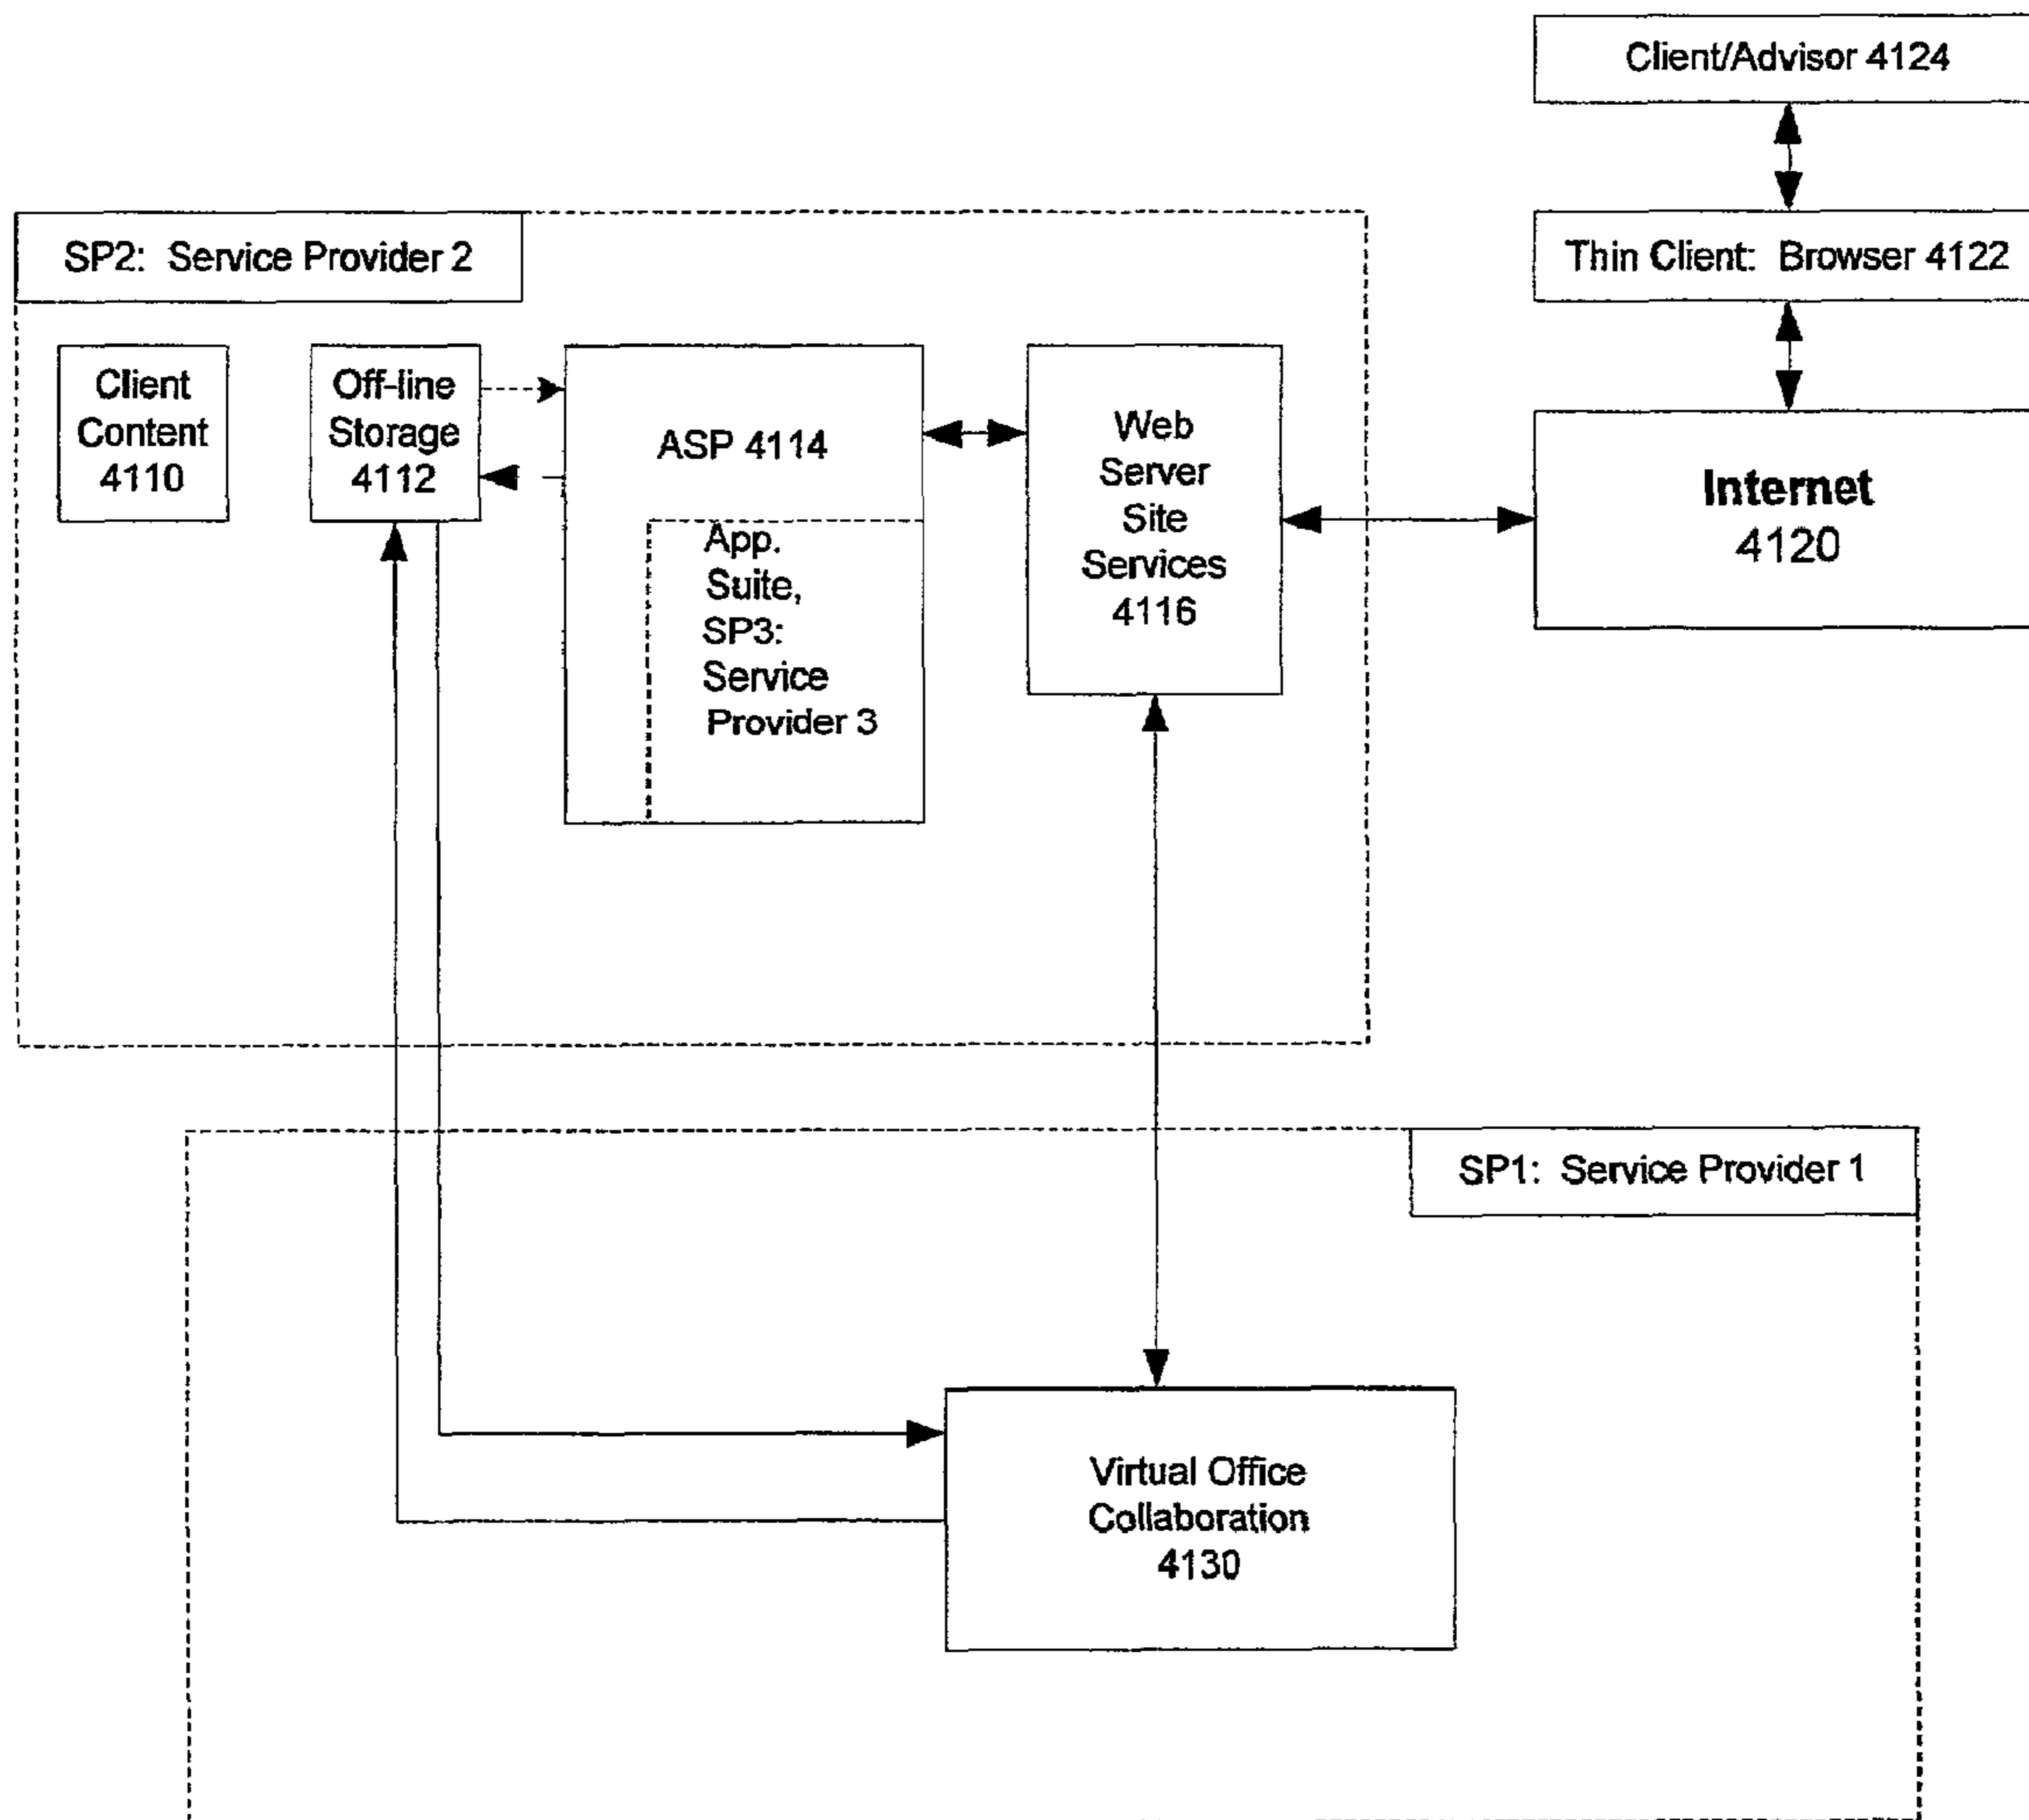 Client/Advisor 4124
SP2: Service Provider 2
Thin Client: Browser 4122
Client
Content
4110
Off-line
Storage
4112
ASP 4114
App.
Suite,
SP3:
Service
Provider 3
Web
Server
Site
Services
4116
Internet
4120
SP1: Service Provider 1
Virtual Office
Collaboration
4130